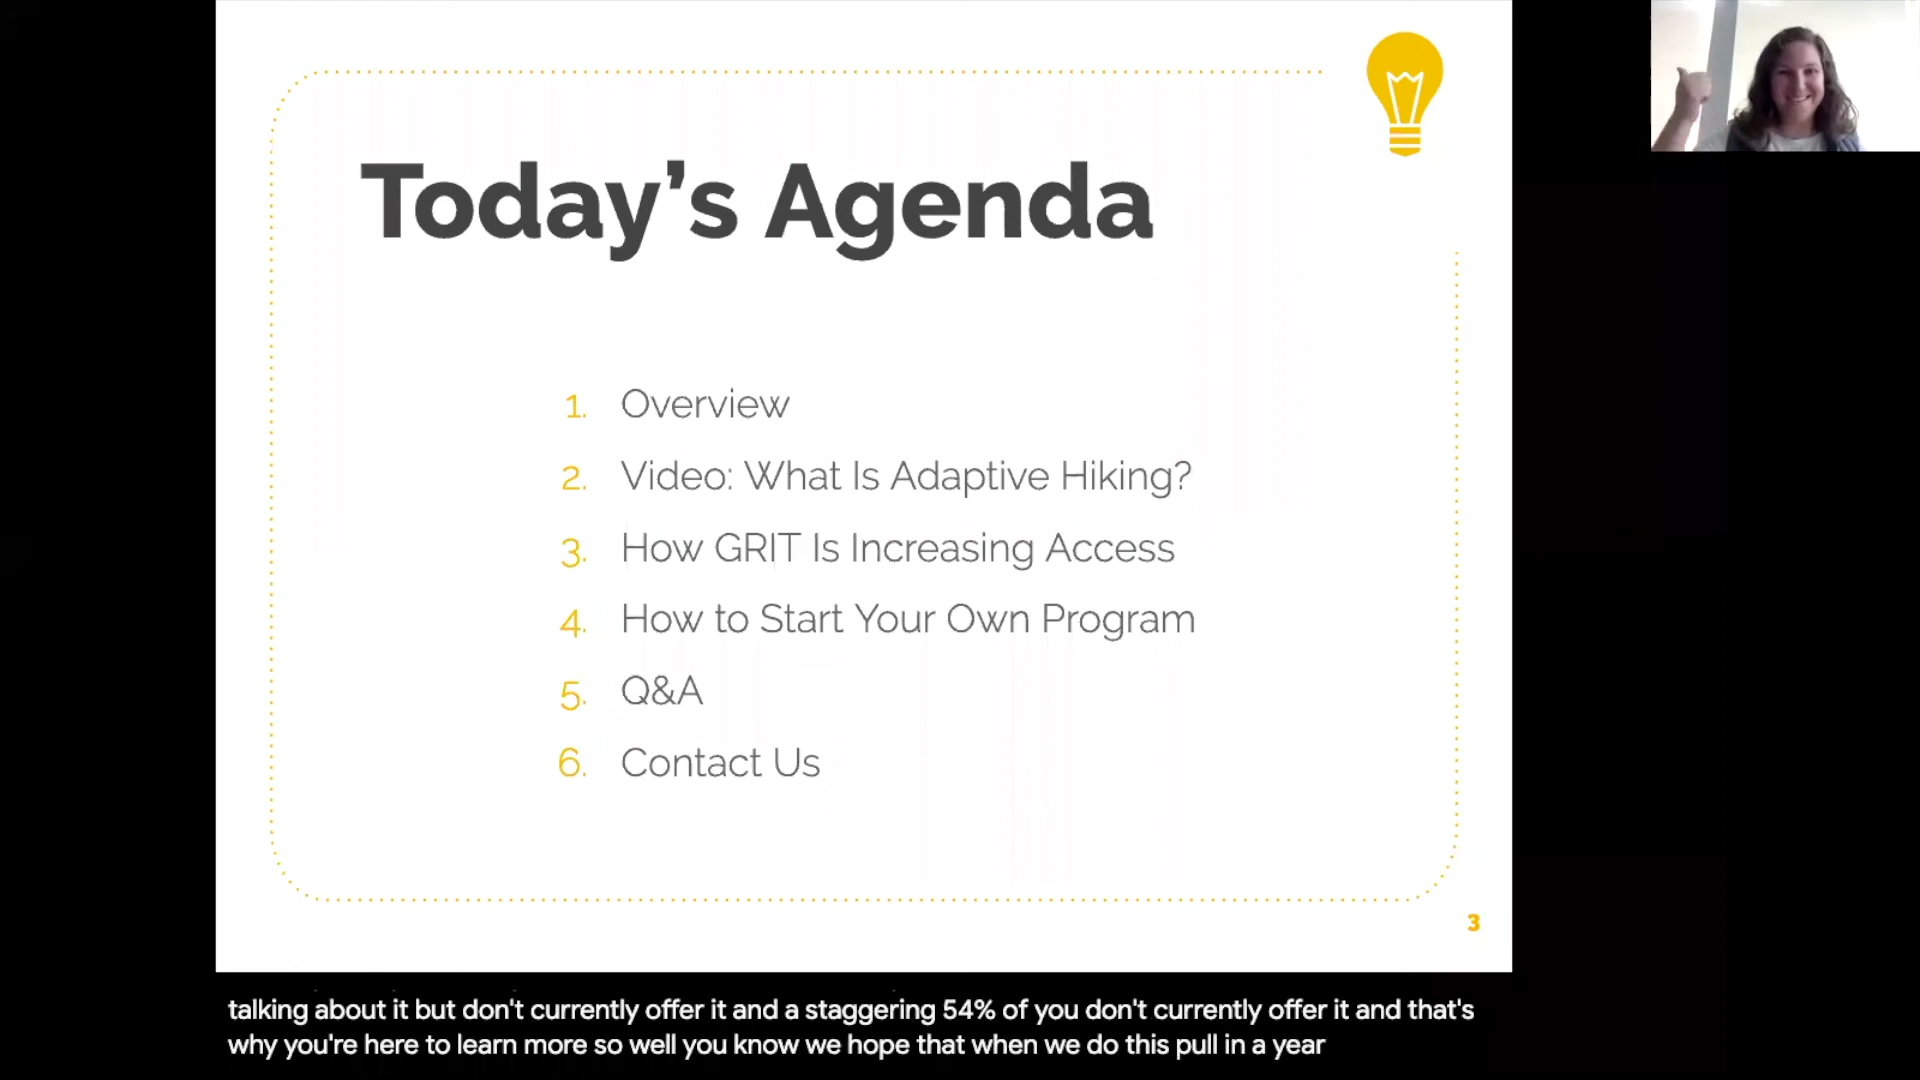 Today's Agenda
1. Overview
2. Video: What Is Adaptive Hiking?
3. How GRIT Is Increasing Access
4. How to Start Your Own Program
5. Q&A
6. Contact Us
3
talking about it but don't currently offer it and a staggering 54% of you don't currently offer it and that's
why you're here to learn more so well you know we hope that when we do this pull in a year